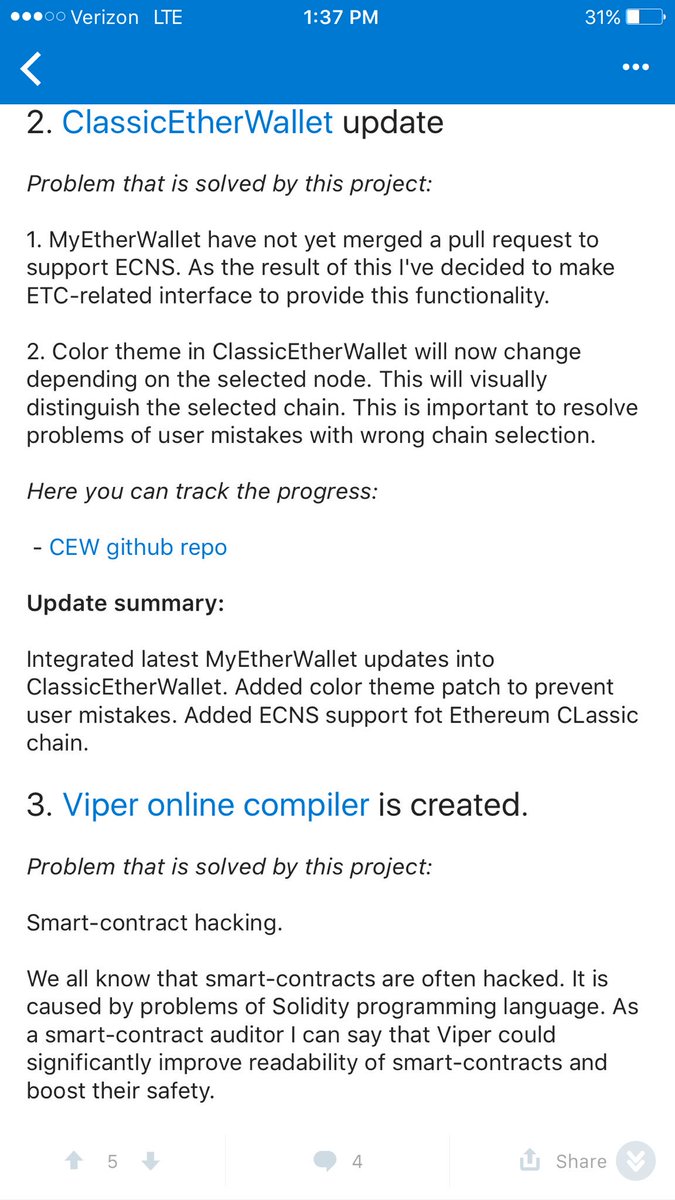 Verizon LTE 1:37 PM 31%
2. ClassicEtherWallet update
Problem that is solved by this project:
1. MyEtherWallet have not yet merged a pull request to
support ECNS. As the result of this I've decided to make
ETC-related interface to provide this functionality.
2. Color theme in ClassicEtherWallet will now change
depending on the selected node. This will visually
distinguish the selected chain. This is important to resolve
problems of user mistakes with wrong chain selection.
Here you can track the progress:
- CEW github repo
Update summary:
Integrated latest MyEtherWallet updates into
ClassicEtherWallet. Added color theme patch to prevent
user mistakes. Added ECNS support fot Ethereum CLassic
chain.
3. Viper online compiler is created.
Problem that is solved by this project:
Smart-contract hacking.
We all know that smart-contracts are often hacked. It is
caused by problems of Solidity programming language. As
a smart-contract auditor I can say that Viper could
significantly improve readability of smart-contracts and
boost their safety.
5 4 Share